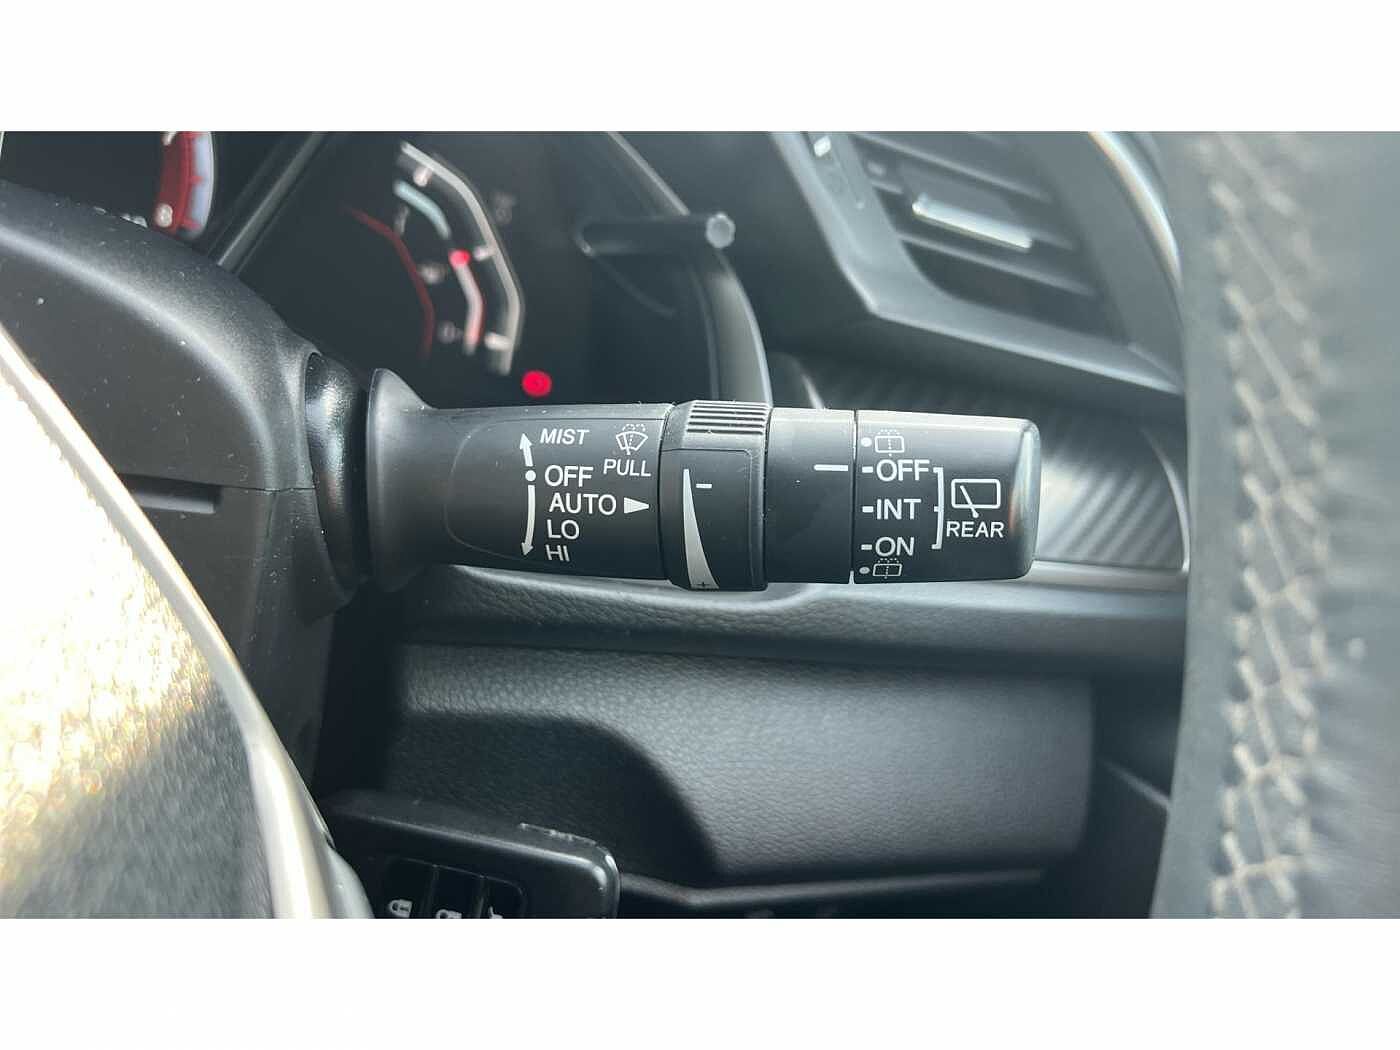 MIST
PULL
OFF
AUTO
LO
HI
-
+
OFF
INT
ON
REAR